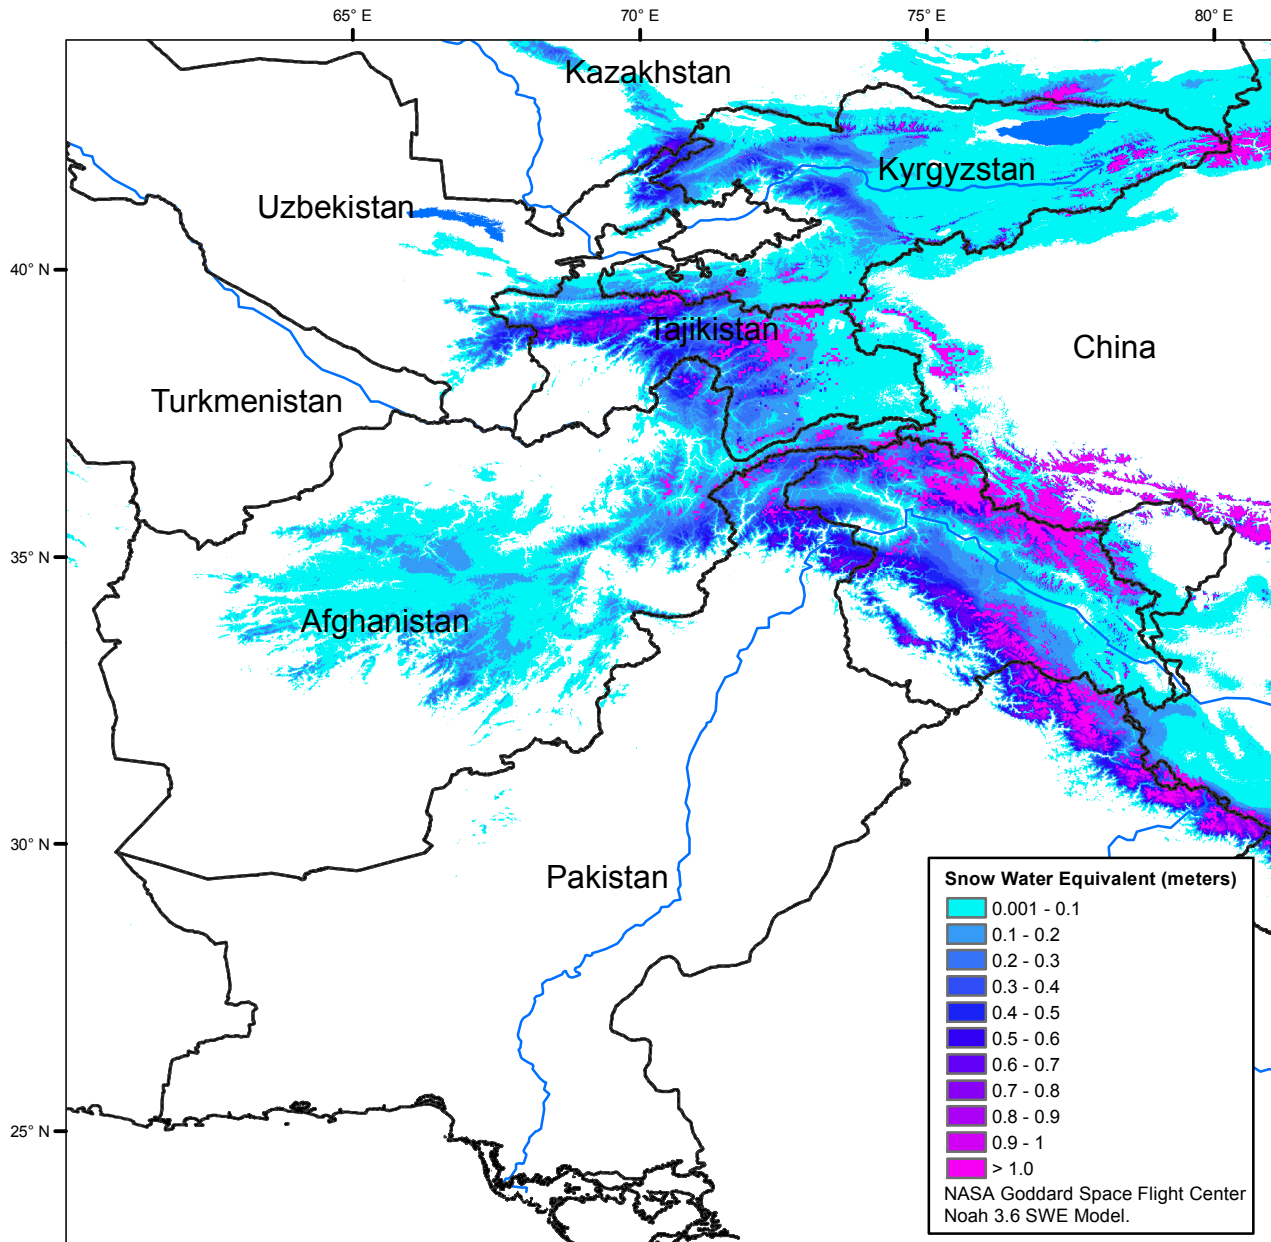 65° E
70° E
75° E
80° E
Kazakhstan
Kyrgyzstan
Uzbekistan
40° N
Tajikistan
China
Turkmenistan
35° N
Afghanistan
30° N
Pakistan
25° N
Snow Water Equivalent (meters)
0.001 - 0.1
0.1 - 0.2
0.2 - 0.3
0.3 - 0.4
0.4 - 0.5
0.5 - 0.6
0.6 - 0.7
0.7 - 0.8
0.8 - 0.9
0.9 - 1
> 1.0
NASA Goddard Space Flight Center
Noah 3.6 SWE Model.